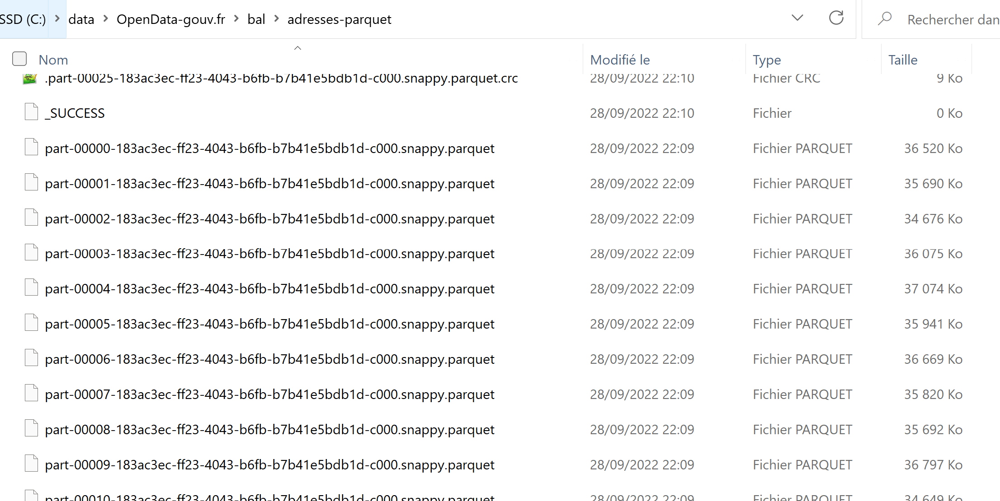 SSD (C:) > data > OpenData-gouv.fr > bal > adresses-parquet Rechercher dan
Nom Modifié le Type Taille
.part-00025-183ac3ec-ff23-4043-b6fb-b7b41e5bdb1d-c000.snappy.parquet.crc 28/09/2022 22:10 Fichier CRC 9 Ko
_SUCCESS 28/09/2022 22:10 Fichier 0 Ko
part-00000-183ac3ec-ff23-4043-b6fb-b7b41e5bdb1d-c000.snappy.parquet 28/09/2022 22:09 Fichier PARQUET 36 520 Ko
part-00001-183ac3ec-ff23-4043-b6fb-b7b41e5bdb1d-c000.snappy.parquet 28/09/2022 22:09 Fichier PARQUET 35 690 Ko
part-00002-183ac3ec-ff23-4043-b6fb-b7b41e5bdb1d-c000.snappy.parquet 28/09/2022 22:09 Fichier PARQUET 34 676 Ko
part-00003-183ac3ec-ff23-4043-b6fb-b7b41e5bdb1d-c000.snappy.parquet 28/09/2022 22:09 Fichier PARQUET 36 075 Ko
part-00004-183ac3ec-ff23-4043-b6fb-b7b41e5bdb1d-c000.snappy.parquet 28/09/2022 22:09 Fichier PARQUET 37 074 Ko
part-00005-183ac3ec-ff23-4043-b6fb-b7b41e5bdb1d-c000.snappy.parquet 28/09/2022 22:09 Fichier PARQUET 35 941 Ko
part-00006-183ac3ec-ff23-4043-b6fb-b7b41e5bdb1d-c000.snappy.parquet 28/09/2022 22:09 Fichier PARQUET 36 669 Ko
part-00007-183ac3ec-ff23-4043-b6fb-b7b41e5bdb1d-c000.snappy.parquet 28/09/2022 22:09 Fichier PARQUET 35 820 Ko
part-00008-183ac3ec-ff23-4043-b6fb-b7b41e5bdb1d-c000.snappy.parquet 28/09/2022 22:09 Fichier PARQUET 35 692 Ko
part-00009-183ac3ec-ff23-4043-b6fb-b7b41e5bdb1d-c000.snappy.parquet 28/09/2022 22:09 Fichier PARQUET 36 797 Ko
part-00010-183ac3ec-ff23-4043-b6fb-b7b41e5bdb1d-c000.snappy.parquet 28/09/2022 22:09 Fichier PARQUET 34 649 Ko